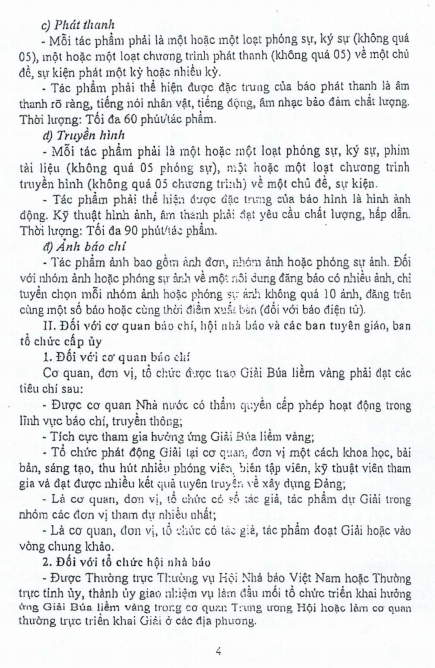 c) Phát thanh
- Mỗi tác phẩm phải là một hoặc một loạt phóng sự, ký sự (không quá
05), một hoặc một loạt chương trình phát thanh (không quá 05) về một chủ
đề, sự kiện phát một kỳ hoặc nhiều kỳ.
- Tác phẩm phải thể hiện được đặc trưng của báo phát thanh là âm
thanh rõ ràng, tiếng nói nhân vật, tiếng động, âm nhạc bảo đảm chất lượng.
Thời lượng: Tối đa 60 phút/tác phẩm.
d) Truyền hình
- Mỗi tác phẩm phải là một hoặc một loạt phóng sự, ký sự, phim
tài liệu (không quá 05 phóng sự), một hoặc một loạt chương trình
truyền hình (không quá 05 chương trình) về một chủ đề, sự kiện.
- Tác phẩm phải thể hiện được đặc trưng của báo hình là hình ảnh
động. Kỹ thuật hình ảnh, âm thanh phải đạt yêu cầu chất lượng, hấp dẫn.
Thời lượng: Tối đa 90 phút/tác phẩm.
đ) Ảnh báo chí
- Tác phẩm ảnh bao gồm ảnh đơn, nhóm ảnh hoặc phóng sự ảnh. Đối
với nhóm ảnh hoặc phóng sự ảnh về một nội dung đăng báo có nhiều ảnh, chỉ
tuyển chọn mỗi nhóm ảnh hoặc phóng sự ảnh không quá 10 ảnh, đăng trên
cùng một số báo hoặc cùng thời điểm xuất bản (đối với báo điện tử).
II. Đối với cơ quan báo chí, hội nhà báo và các ban tuyên giáo, ban
tổ chức cấp ủy
1. Đối với cơ quan báo chí
Cơ quan, đơn vị, tổ chức được trao Giải Búa liềm vàng phải đạt các
tiêu chí sau:
- Được cơ quan Nhà nước có thẩm quyền cấp phép hoạt động trong
lĩnh vực báo chí, truyền thông;
- Tích cực tham gia hưởng ứng Giải Búa liềm vàng;
- Tổ chức phát động Giải tại cơ quan, đơn vị một cách khoa học, bài
bản, sáng tạo, thu hút nhiều phóng viên, biên tập viên, kỹ thuật viên tham
gia và đạt được nhiều kết quả tuyên truyền về xây dựng Đảng;
- Là cơ quan, đơn vị, tổ chức có số tác giả, tác phẩm dự Giải trong
nhóm các đơn vị tham dự nhiều nhất;
- Là cơ quan, đơn vị, tổ chức có tác giả, tác phẩm đoạt Giải hoặc vào
vòng chung khảo.
2. Đối với tổ chức hội nhà báo
- Được Thường trực Thường vụ Hội Nhà báo Việt Nam hoặc Thường
trực tỉnh ủy, thành ủy giao nhiệm vụ làm đầu mối tổ chức triển khai hưởng
ứng Giải Búa liềm vàng trong cơ quan Trung ương Hội hoặc làm cơ quan
thường trực triển khai Giải ở các địa phương.
4